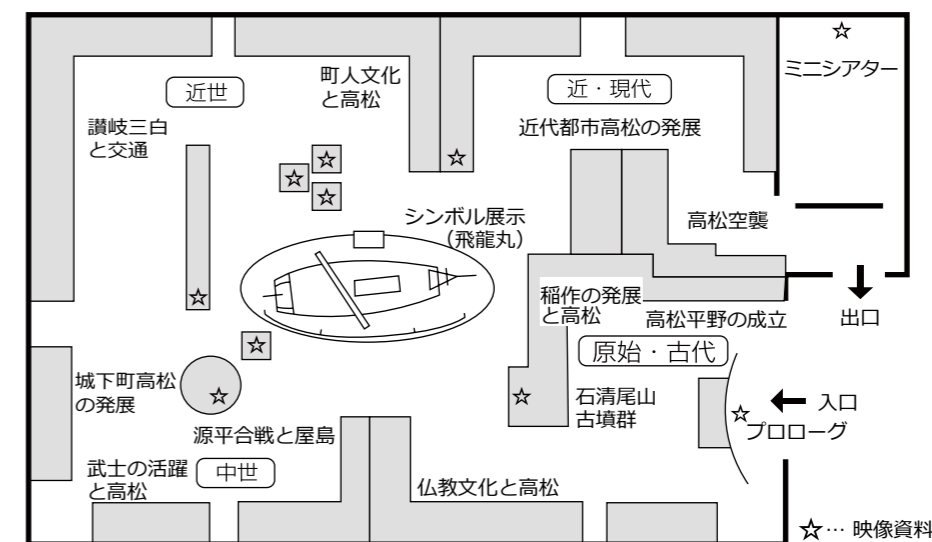 ☆
ミニシアター
近世
町人文化
と高松
近・現代
近代都市高松の発展
讃岐三白
と交通
☆
☆
☆
☆
シンボル展示
（飛龍丸）
高松空襲
☆
稲作の発展
と高松
高松平野の成立
出口
☆
原始・古代
城下町高松
の発展
☆
☆
石清尾山
古墳群
☆
入口
プロローグ
源平合戦と屋島
武士の活躍
と高松
中世
仏教文化と高松
☆… 映像資料